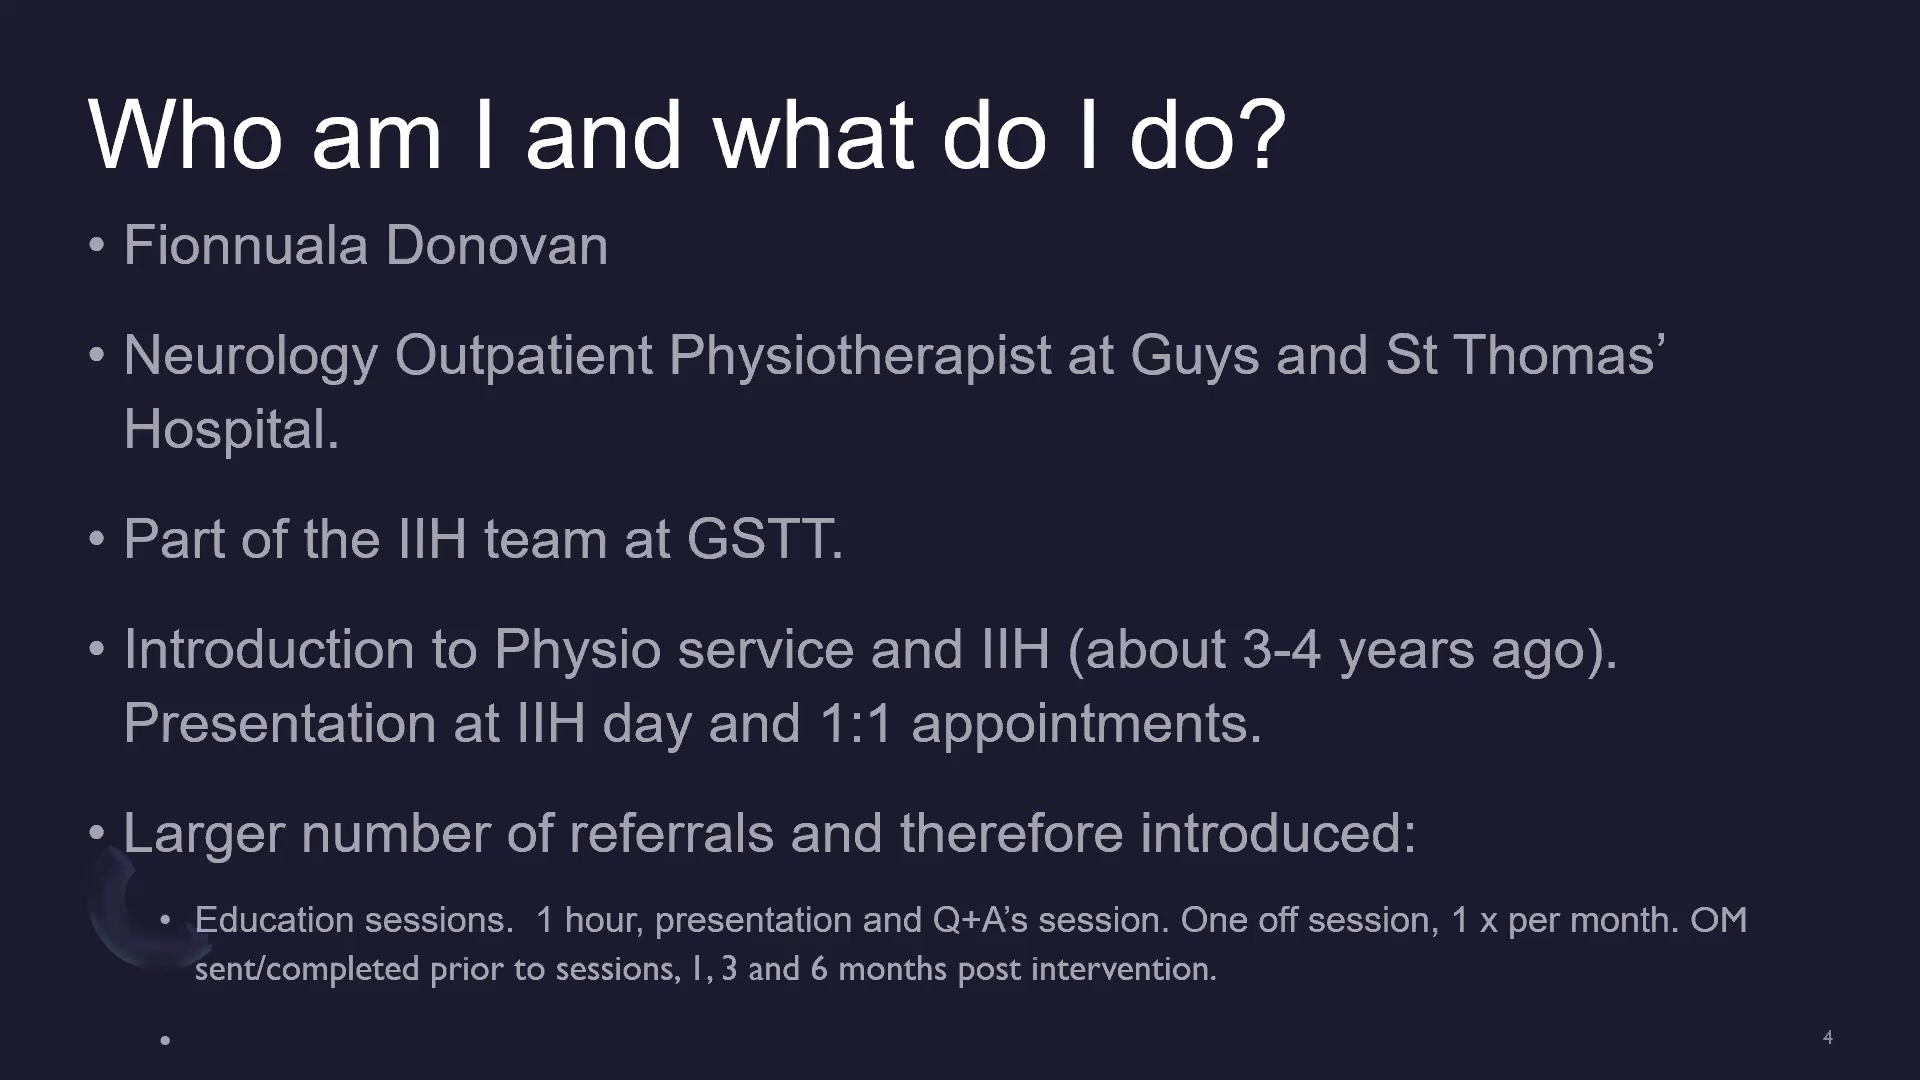 Who am I and what do I do?
• Fionnuala Donovan
• Neurology Outpatient Physiotherapist at Guys and St Thomas’
Hospital.
• Part of the IIH team at GSTT.
• Introduction to Physio service and IIH (about 3-4 years ago).
Presentation at IIH day and 1:1 appointments.
• Larger number of referrals and therefore introduced:
• Education sessions.  1 hour, presentation and Q+A’s session. One off session, 1 x per month. OM
sent/completed prior to sessions, 1, 3 and 6 months post intervention.
•
4